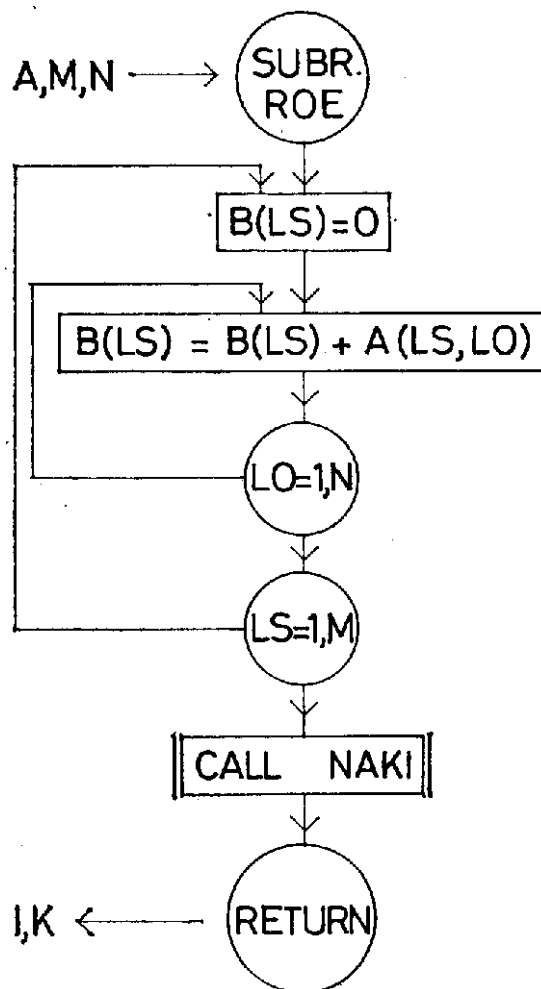 A,M,N
SUBR.
ROE
B(LS)=0
B(LS) = B(LS) + A(LS,LO)
LO=1,N
LS=1,M
CALL NAKI
I,K
RETURN